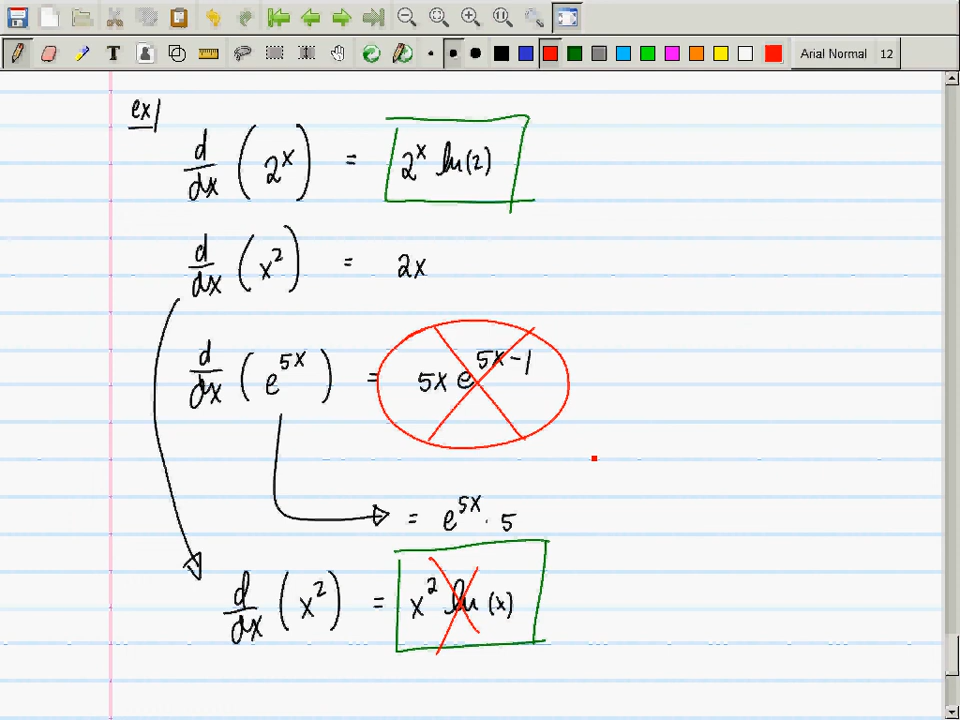 Arial Normal 12
ex1
d/dx (2^x) = 2^x ln(2)
d/dx (x^2) = 2x
d/dx (e^5x) = 5x e^5x-1
= e^5x · 5
d/dx (x^2) = x^2 ln(x)